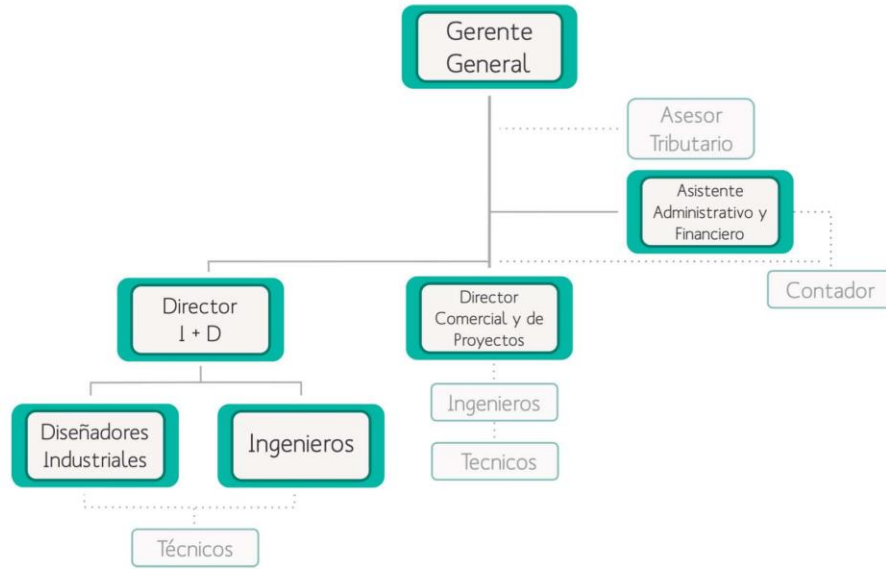 Gerente
General
Asesor
Tributario
Asistente
Administrativo y
Financiero
Contador
Director
I + D
Director
Comercial y de
Proyectos
Ingenieros
Tecnicos
Diseñadores
Industriales
Ingenieros
Técnicos